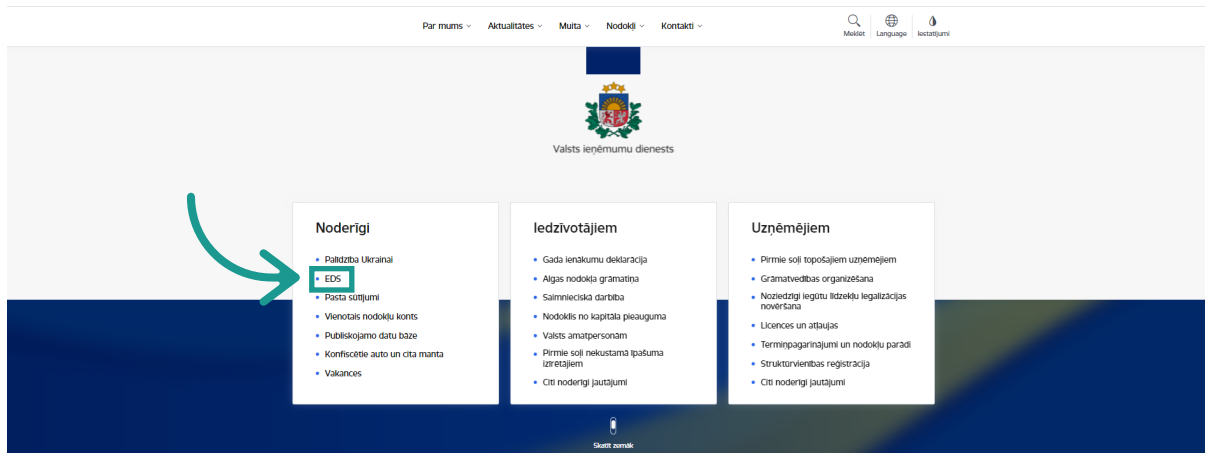 Par mums
Aktualitātes
Muita
Nodokļi
Kontakti
Meklēt
Language
Iestatījumi
Valsts ieņēmumu dienests
Noderīgi
Palīdzība Ukrainai
EDS
Pasta sūtījumi
Vienotais nodokļu konts
Publiskojamo datu bāze
Konfiscētie auto un cita manta
Vakances
Iedzīvotājiem
Gada ienākumu deklarācija
Algas nodokļa grāmatiņa
Saimnieciskā darbība
Nodoklis no kapitāla pieauguma
Valsts amatpersonām
Pirmie soļi nekustamā īpašuma
izīrētājiem
Citi noderīgi jautājumi
Uzņēmējiem
Pirmie soļi topošajiem uzņēmējiem
Grāmatvedības organizēšana
Noziedzīgi iegūtu līdzekļu legalizācijas
novēršana
Licences un atļaujas
Termiņpagarinājumi un nodokļu parādi
Struktūrvienības reģistrācija
Citi noderīgi jautājumi
Skatīt zemāk